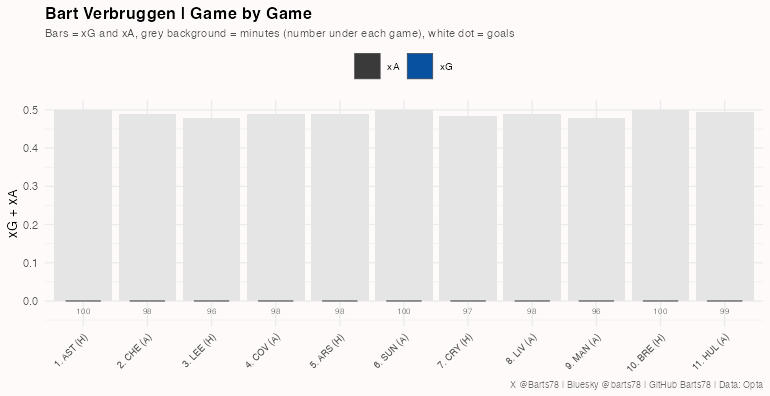 Bart Verbruggen | Game by Game
Bars = xG and xA, grey background = minutes (number under each game), white dot = goals
xA xG
xG + xA
0.5
0.4
0.3
0.2
0.1
0.0
100 98 96 98 98 100 97 98 96 100 99
1. AST (H)
2. CHE (A)
3. LEE (H)
4. COV (A)
5. ARS (H)
6. SUN (A)
7. CRY (H)
8. LIV (A)
9. MAN (A)
10. BRE (H)
11. HUL (A)
X @Barts78 | Bluesky @barts78 | GitHub Barts78 | Data: Opta